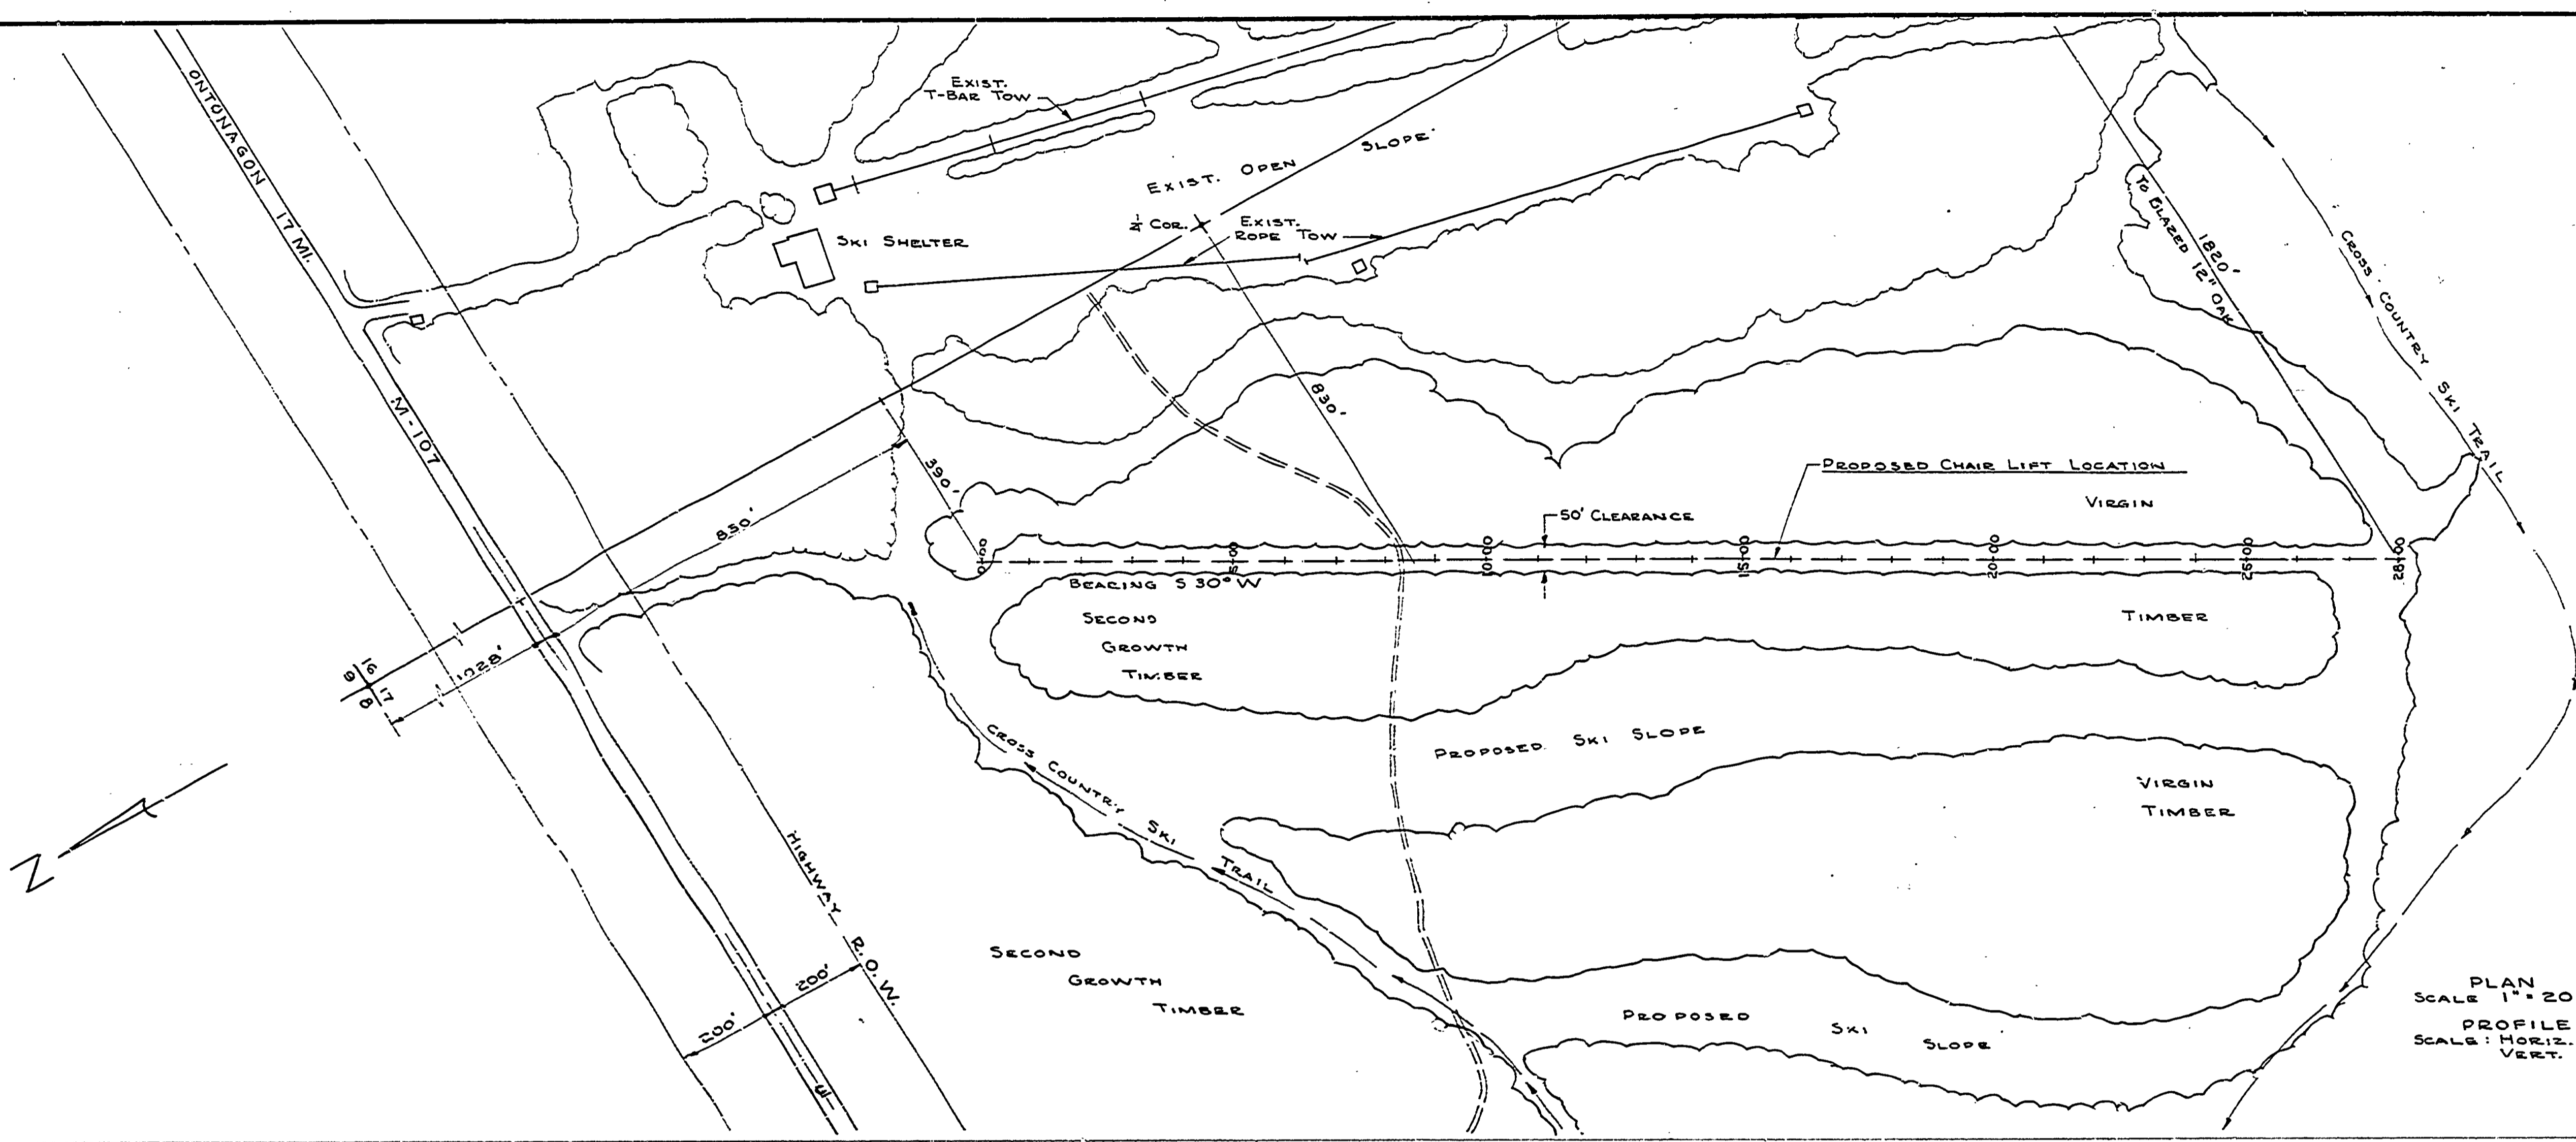 ONTONAGON 17 MI.
M-107
EXIST.
T-BAR TOW
SKI SHELTER
EXIST. OPEN SLOPE
1/4 COR.
EXIST.
ROPE TOW
TO BLAZED 12" OAK
1820'
CROSS COUNTRY SKI TRAIL
830'
390'
850'
1028'
9 16
8 17
PROPOSED CHAIR LIFT LOCATION
50' CLEARANCE
VIRGIN
TIMBER
0+00
5+00
10+00
15+00
20+00
25+00
28+00
BEARING S 30° W
SECOND
GROWTH
TIMBER
PROPOSED SKI SLOPE
CROSS COUNTRY SKI TRAIL
VIRGIN
TIMBER
N
HIGHWAY R.O.W.
200'
200'
SECOND
GROWTH
TIMBER
PROPOSED SKI SLOPE
PLAN
SCALE 1" = 20
PROFILE
SCALE: HORIZ.
VERT.